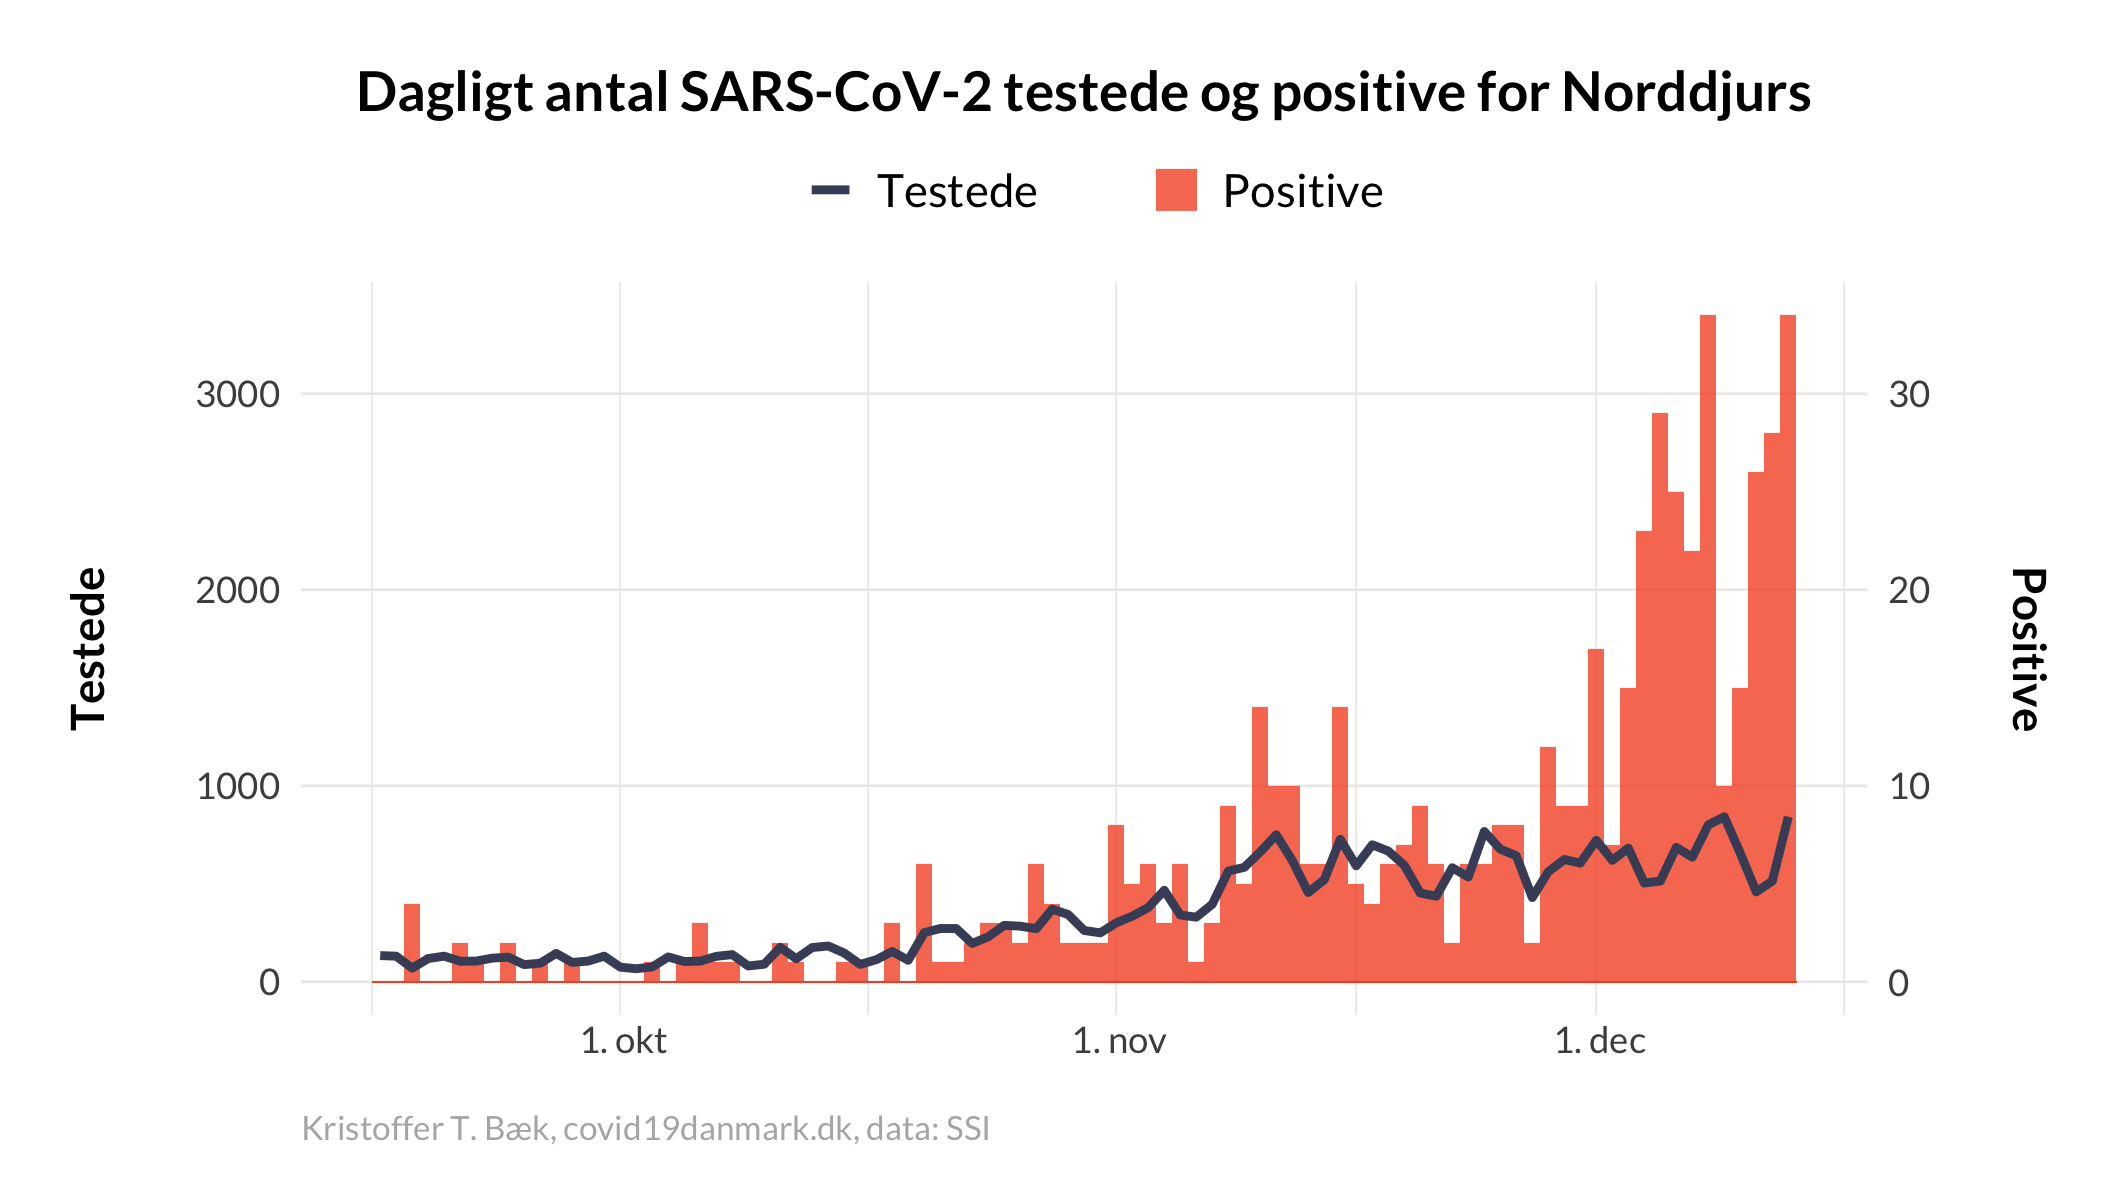 Dagligt antal SARS-CoV-2 testede og positive for Norddjurs
Testede
Positive
3000
2000
1000
0
30
20
10
0
Testede
Positive
1. okt
1. nov
1. dec
Kristoffer T. Bæk, covid19danmark.dk, data: SSI